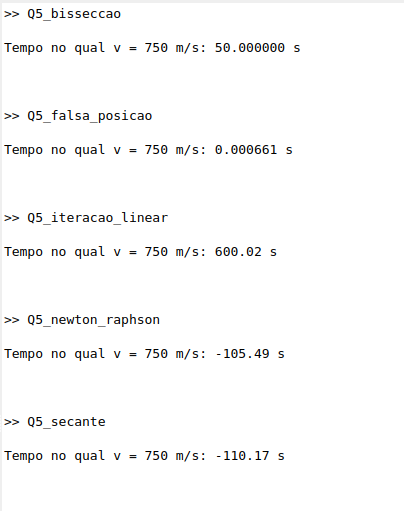 >> Q5_bisseccao
Tempo no qual v = 750 m/s: 50.000000 s
>> Q5_falsa_posicao
Tempo no qual v = 750 m/s: 0.000661 s
>> Q5_iteracao_linear
Tempo no qual v = 750 m/s: 600.02 s
>> Q5_newton_raphson
Tempo no qual v = 750 m/s: -105.49 s
>> Q5_secante
Tempo no qual v = 750 m/s: -110.17 s